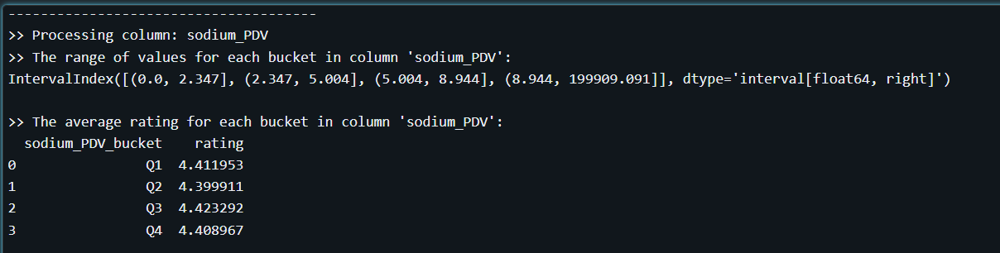 -------------------------------------
>> Processing column: sodium_PDV
>> The range of values for each bucket in column 'sodium_PDV':
IntervalIndex([(0.0, 2.347], (2.347, 5.004], (5.004, 8.944], (8.944, 199909.091]], dtype='interval[float64, right]')
>> The average rating for each bucket in column 'sodium_PDV':
  sodium_PDV_bucket    rating
0                Q1  4.411953
1                Q2  4.399911
2                Q3  4.423292
3                Q4  4.408967